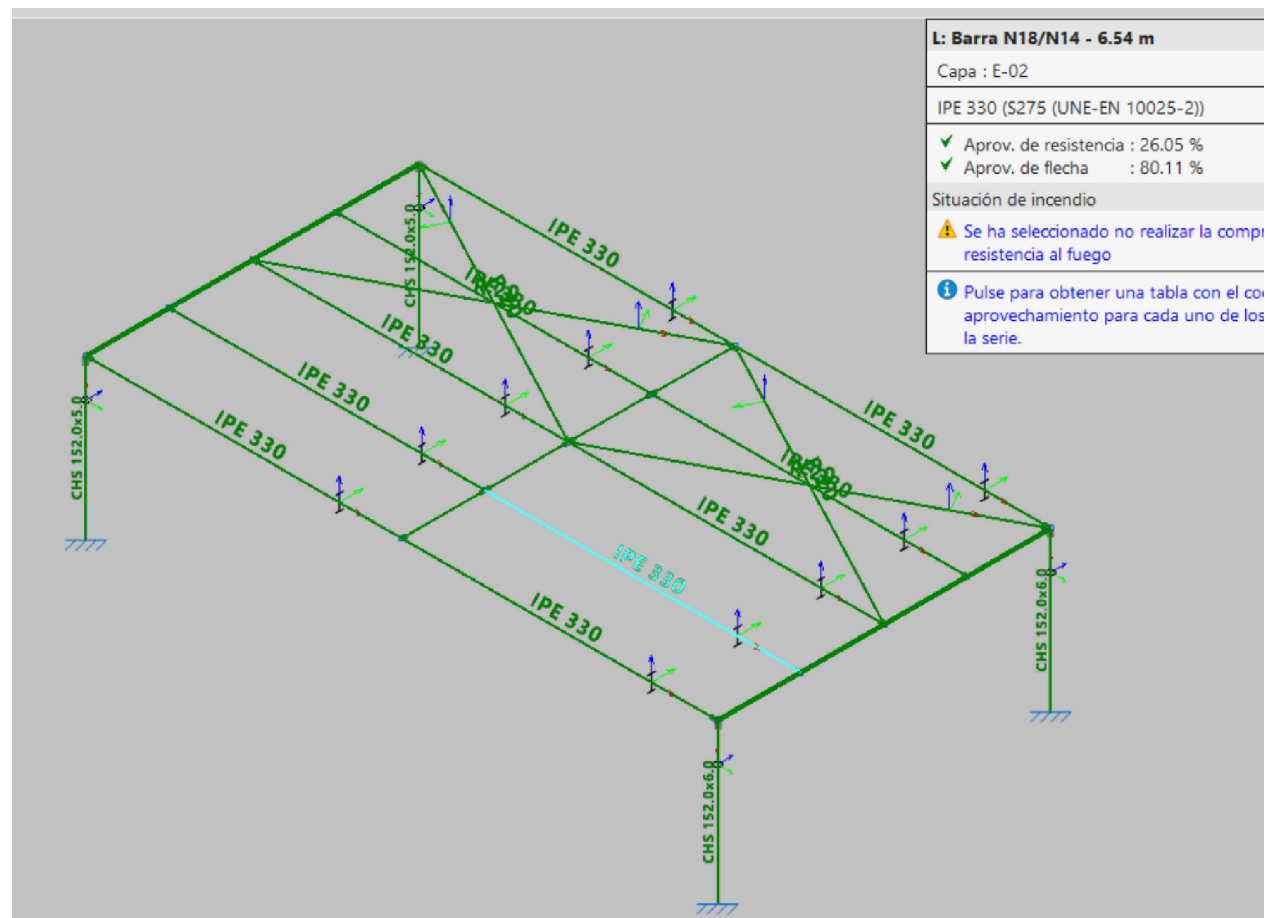 L: Barra N18/N14 - 6.54 m
Capa : E-02
IPE 330 (S275 (UNE-EN 10025-2))
Aprov. de resistencia : 26.05 %
Aprov. de flecha : 80.11 %
Situación de incendio
Se ha seleccionado no realizar la compr
resistencia al fuego
Pulse para obtener una tabla con el co
aprovechamiento para cada uno de los
la serie.
IPE 330
CHS 152.0x5.0
IPE 330
IPE 330
IPE 330
CHS 152.0x5.0
IPE 330
IPE 330
IPE 330
IPE 330
IPE 330
CHS 152.0x6.0
CHS 152.0x6.0